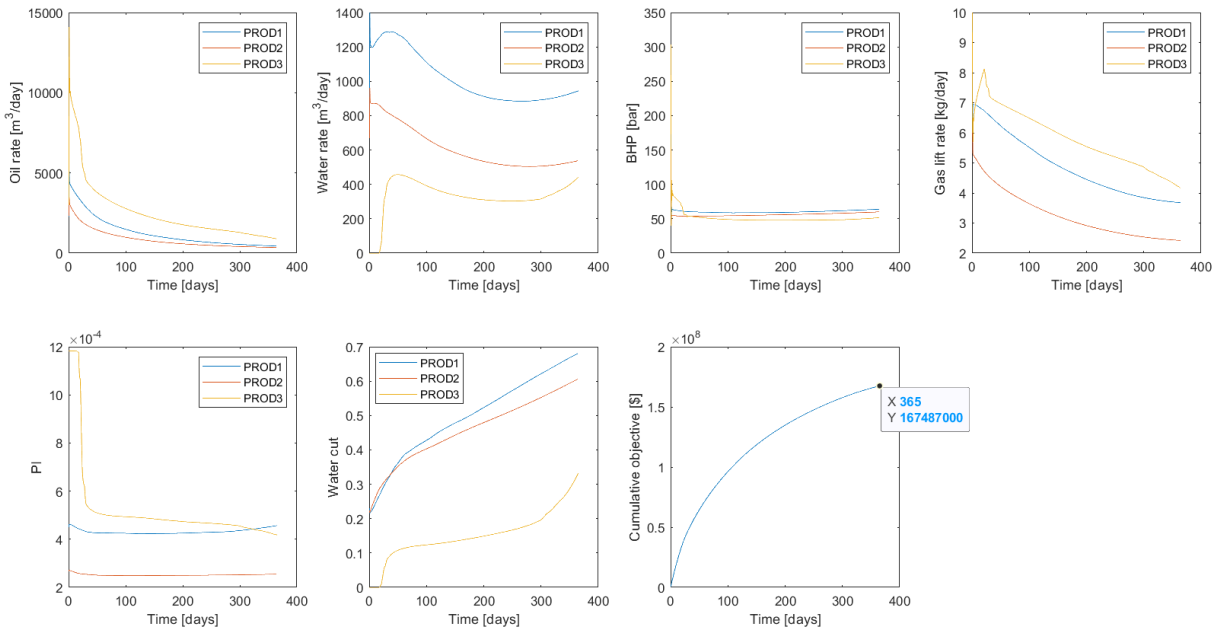 Oil rate [m³/day]
15000
10000
5000
0
0
100
200
300
400
Time [days]
PROD1
PROD2
PROD3
Water rate [m³/day]
1400
1200
1000
800
600
400
200
0
0
100
200
300
400
Time [days]
PROD1
PROD2
PROD3
BHP [bar]
350
300
250
200
150
100
50
0
0
100
200
300
400
Time [days]
PROD1
PROD2
PROD3
Gas lift rate [kg/day]
10
9
8
7
6
5
4
3
2
0
100
200
300
400
Time [days]
PROD1
PROD2
PROD3
×10⁻⁴
PI
12
10
8
6
4
2
0
100
200
300
400
Time [days]
PROD1
PROD2
PROD3
Water cut
0.7
0.6
0.5
0.4
0.3
0.2
0.1
0
0
100
200
300
400
Time [days]
PROD1
PROD2
PROD3
×10⁸
Cumulative objective [$]
2
1.5
1
0.5
0
0
100
200
300
400
Time [days]
X 365
Y 167487000